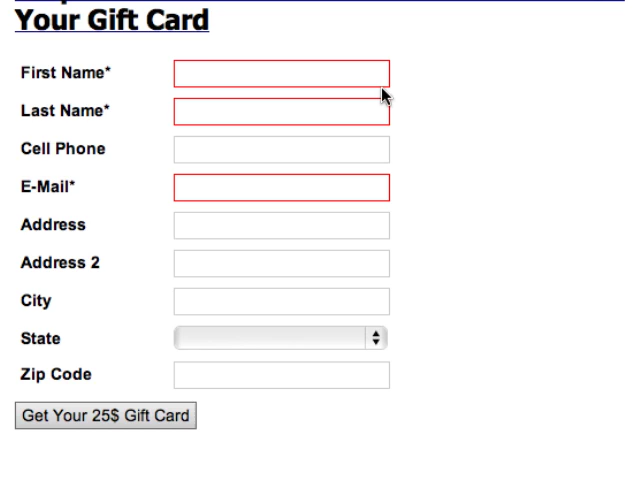 Your Gift Card
First Name*
Last Name*
Cell Phone
E-Mail*
Address
Address 2
City
State
Zip Code
Get Your 25$ Gift Card